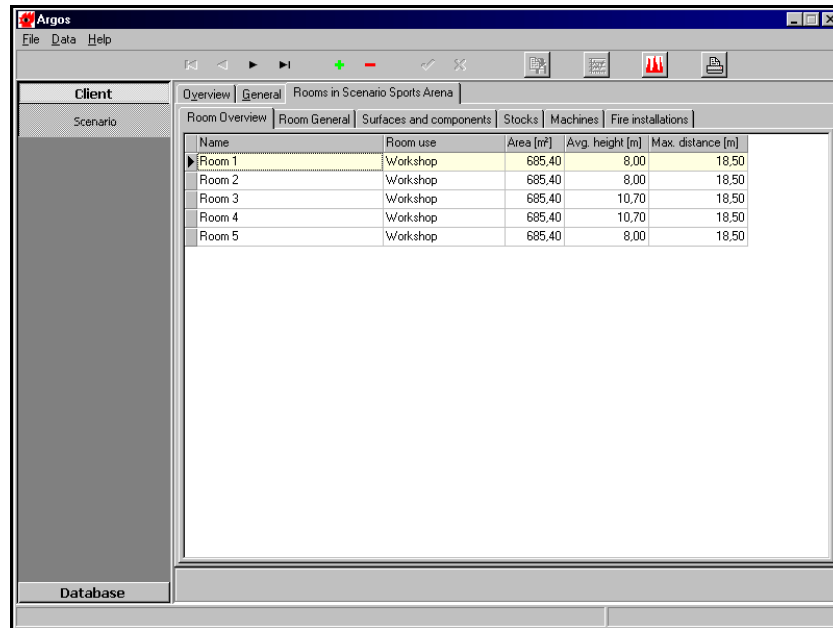 Argos
File Data Help
Client
Scenario
Database
Overview General Rooms in Scenario Sports Arena
Room Overview Room General Surfaces and components Stocks Machines Fire installations
Name Room use Area [m²] Avg. height [m] Max. distance [m]
Room 1 Workshop 685,40 8,00 18,50
Room 2 Workshop 685,40 8,00 18,50
Room 3 Workshop 685,40 10,70 18,50
Room 4 Workshop 685,40 10,70 18,50
Room 5 Workshop 685,40 8,00 18,50